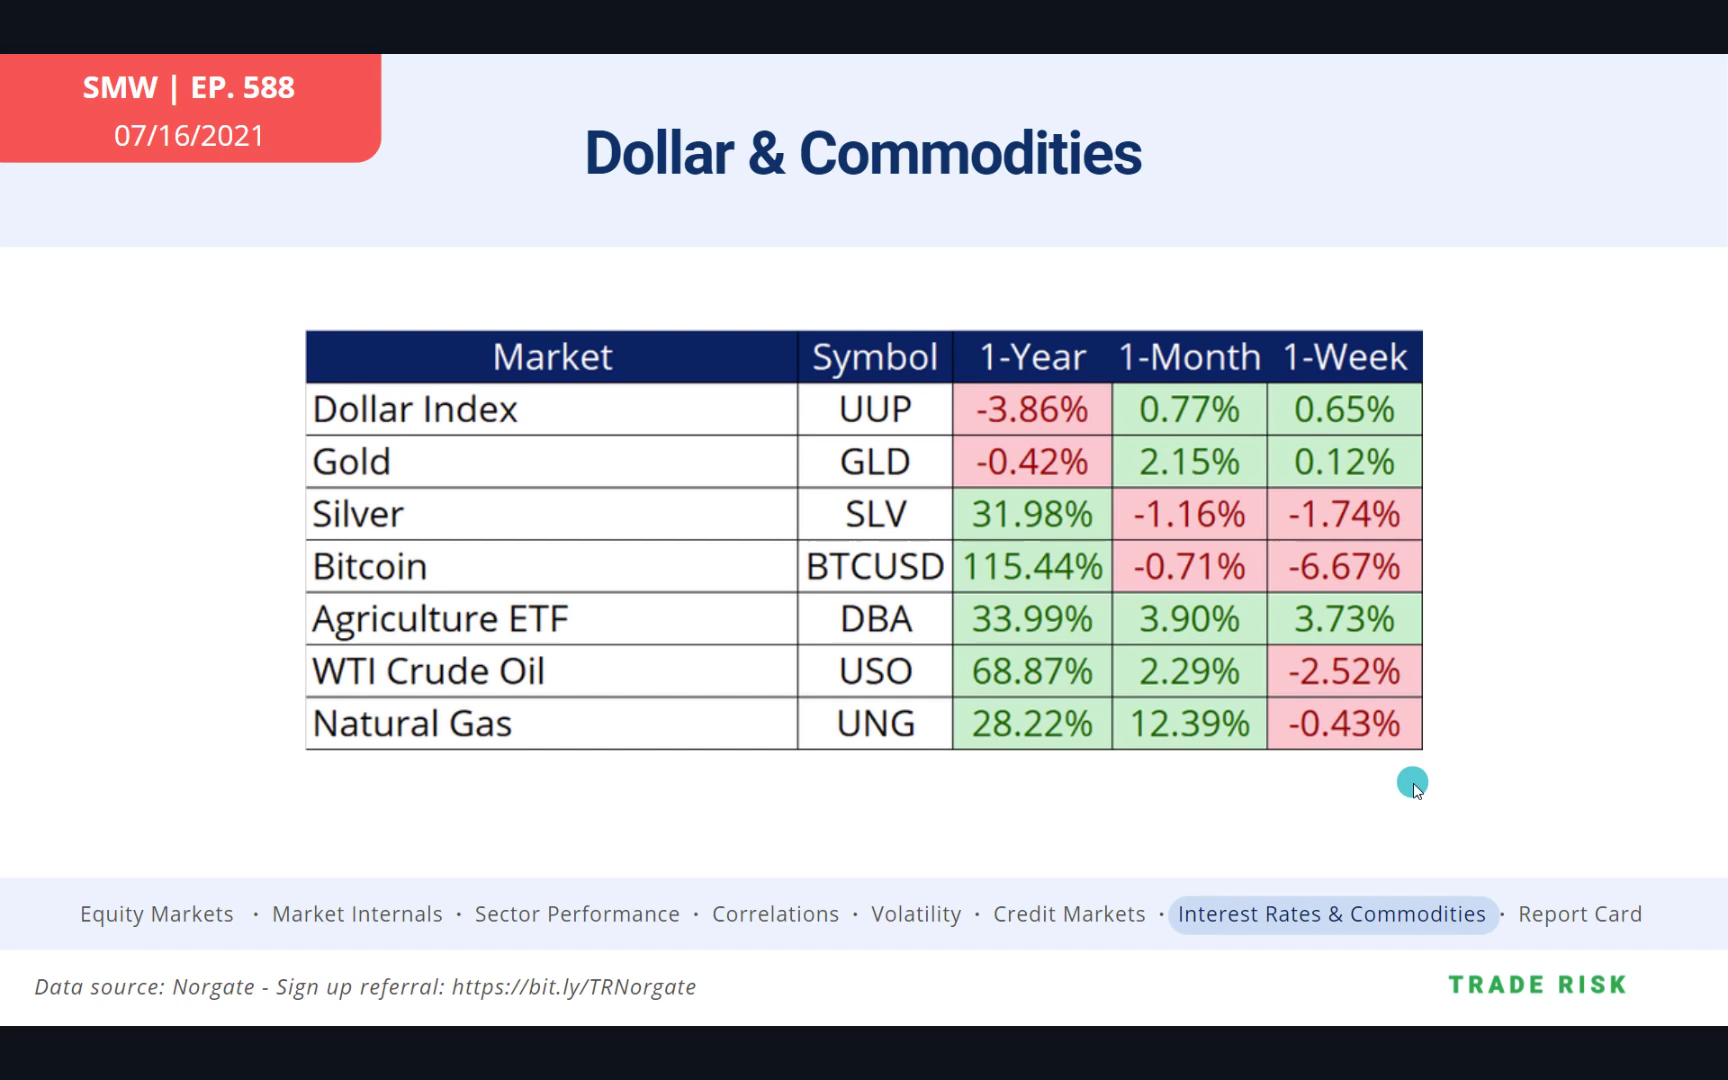 SMW | EP. 588
07/16/2021
Dollar & Commodities
Market Symbol 1-Year 1-Month 1-Week
Dollar Index UUP -3.86% 0.77% 0.65%
Gold GLD -0.42% 2.15% 0.12%
Silver SLV 31.98% -1.16% -1.74%
Bitcoin BTCUSD 115.44% -0.71% -6.67%
Agriculture ETF DBA 33.99% 3.90% 3.73%
WTI Crude Oil USO 68.87% 2.29% -2.52%
Natural Gas UNG 28.22% 12.39% -0.43%
Equity Markets · Market Internals · Sector Performance · Correlations · Volatility · Credit Markets · Interest Rates & Commodities · Report Card
Data source: Norgate - Sign up referral: https://bit.ly/TRNorgate
TRADE RISK